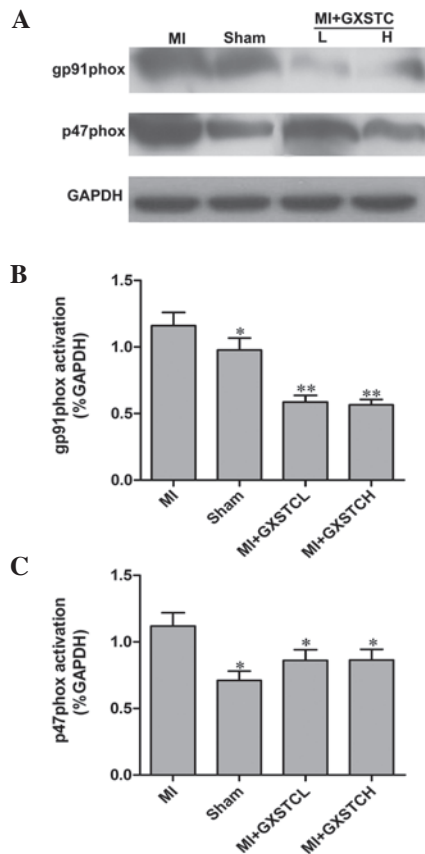 A
MI+GXSTC
MI Sham L H
gp91phox
p47phox
GAPDH
B
gp91phox activation
(%GAPDH)
1.5
1.0
0.5
0.0
*
**
**
MI
Sham
MI+GXSTCL
MI+GXSTCH
C
p47phox activation
(%GAPDH)
1.5
1.0
0.5
0.0
*
*
*
MI
Sham
MI+GXSTCL
MI+GXSTCH